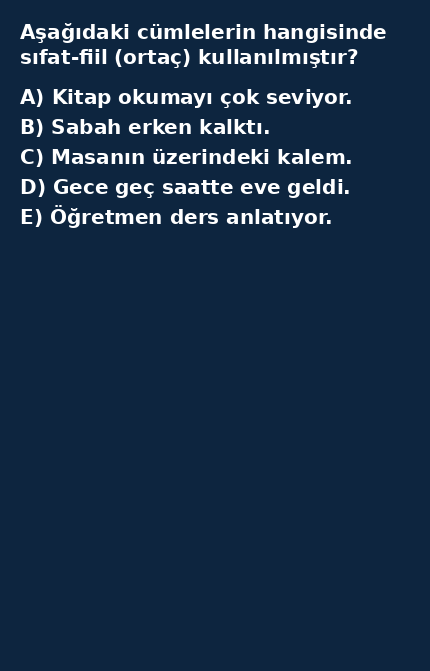 Aşağıdaki cümlelerin hangisinde
sıfat-fiil (ortaç) kullanılmıştır?
A) Kitap okumayı çok seviyor.
B) Sabah erken kalktı.
C) Masanın üzerindeki kalem.
D) Gece geç saatte eve geldi.
E) Öğretmen ders anlatıyor.